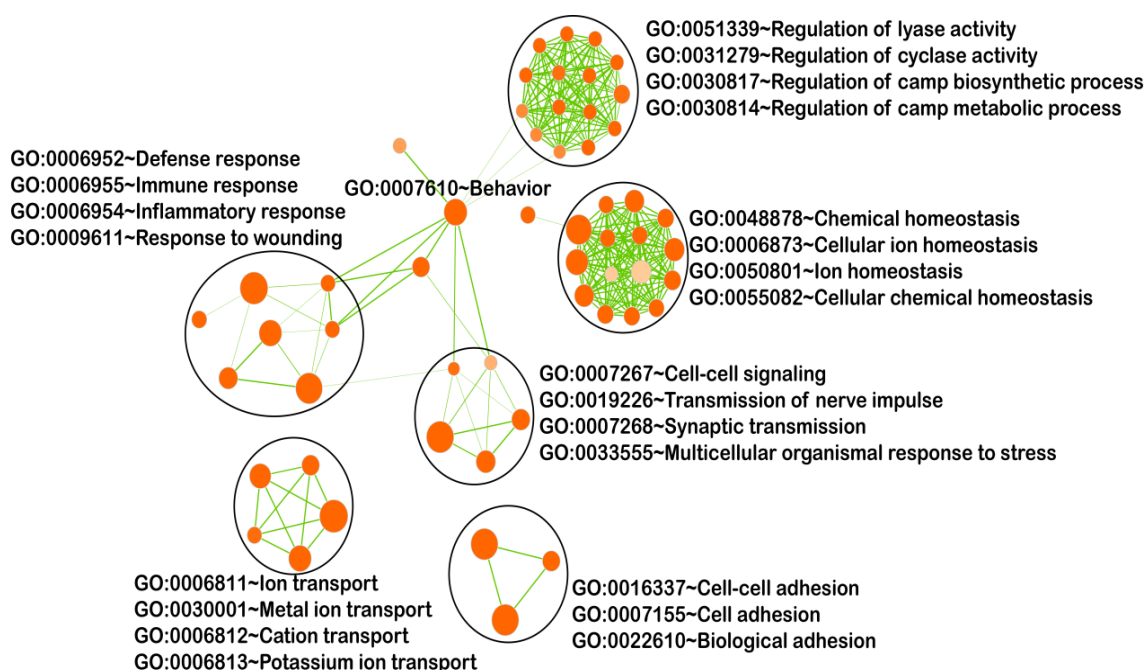 GO:0051339~Regulation of lyase activity
GO:0031279~Regulation of cyclase activity
GO:0030817~Regulation of camp biosynthetic process
GO:0030814~Regulation of camp metabolic process
GO:0006952~Defense response
GO:0006955~Immune response
GO:0006954~Inflammatory response
GO:0009611~Response to wounding
GO:0007610~Behavior
GO:0048878~Chemical homeostasis
GO:0006873~Cellular ion homeostasis
GO:0050801~Ion homeostasis
GO:0055082~Cellular chemical homeostasis
GO:0007267~Cell-cell signaling
GO:0019226~Transmission of nerve impulse
GO:0007268~Synaptic transmission
GO:0033555~Multicellular organismal response to stress
GO:0006811~Ion transport
GO:0030001~Metal ion transport
GO:0006812~Cation transport
GO:0006813~Potassium ion transport
GO:0016337~Cell-cell adhesion
GO:0007155~Cell adhesion
GO:0022610~Biological adhesion